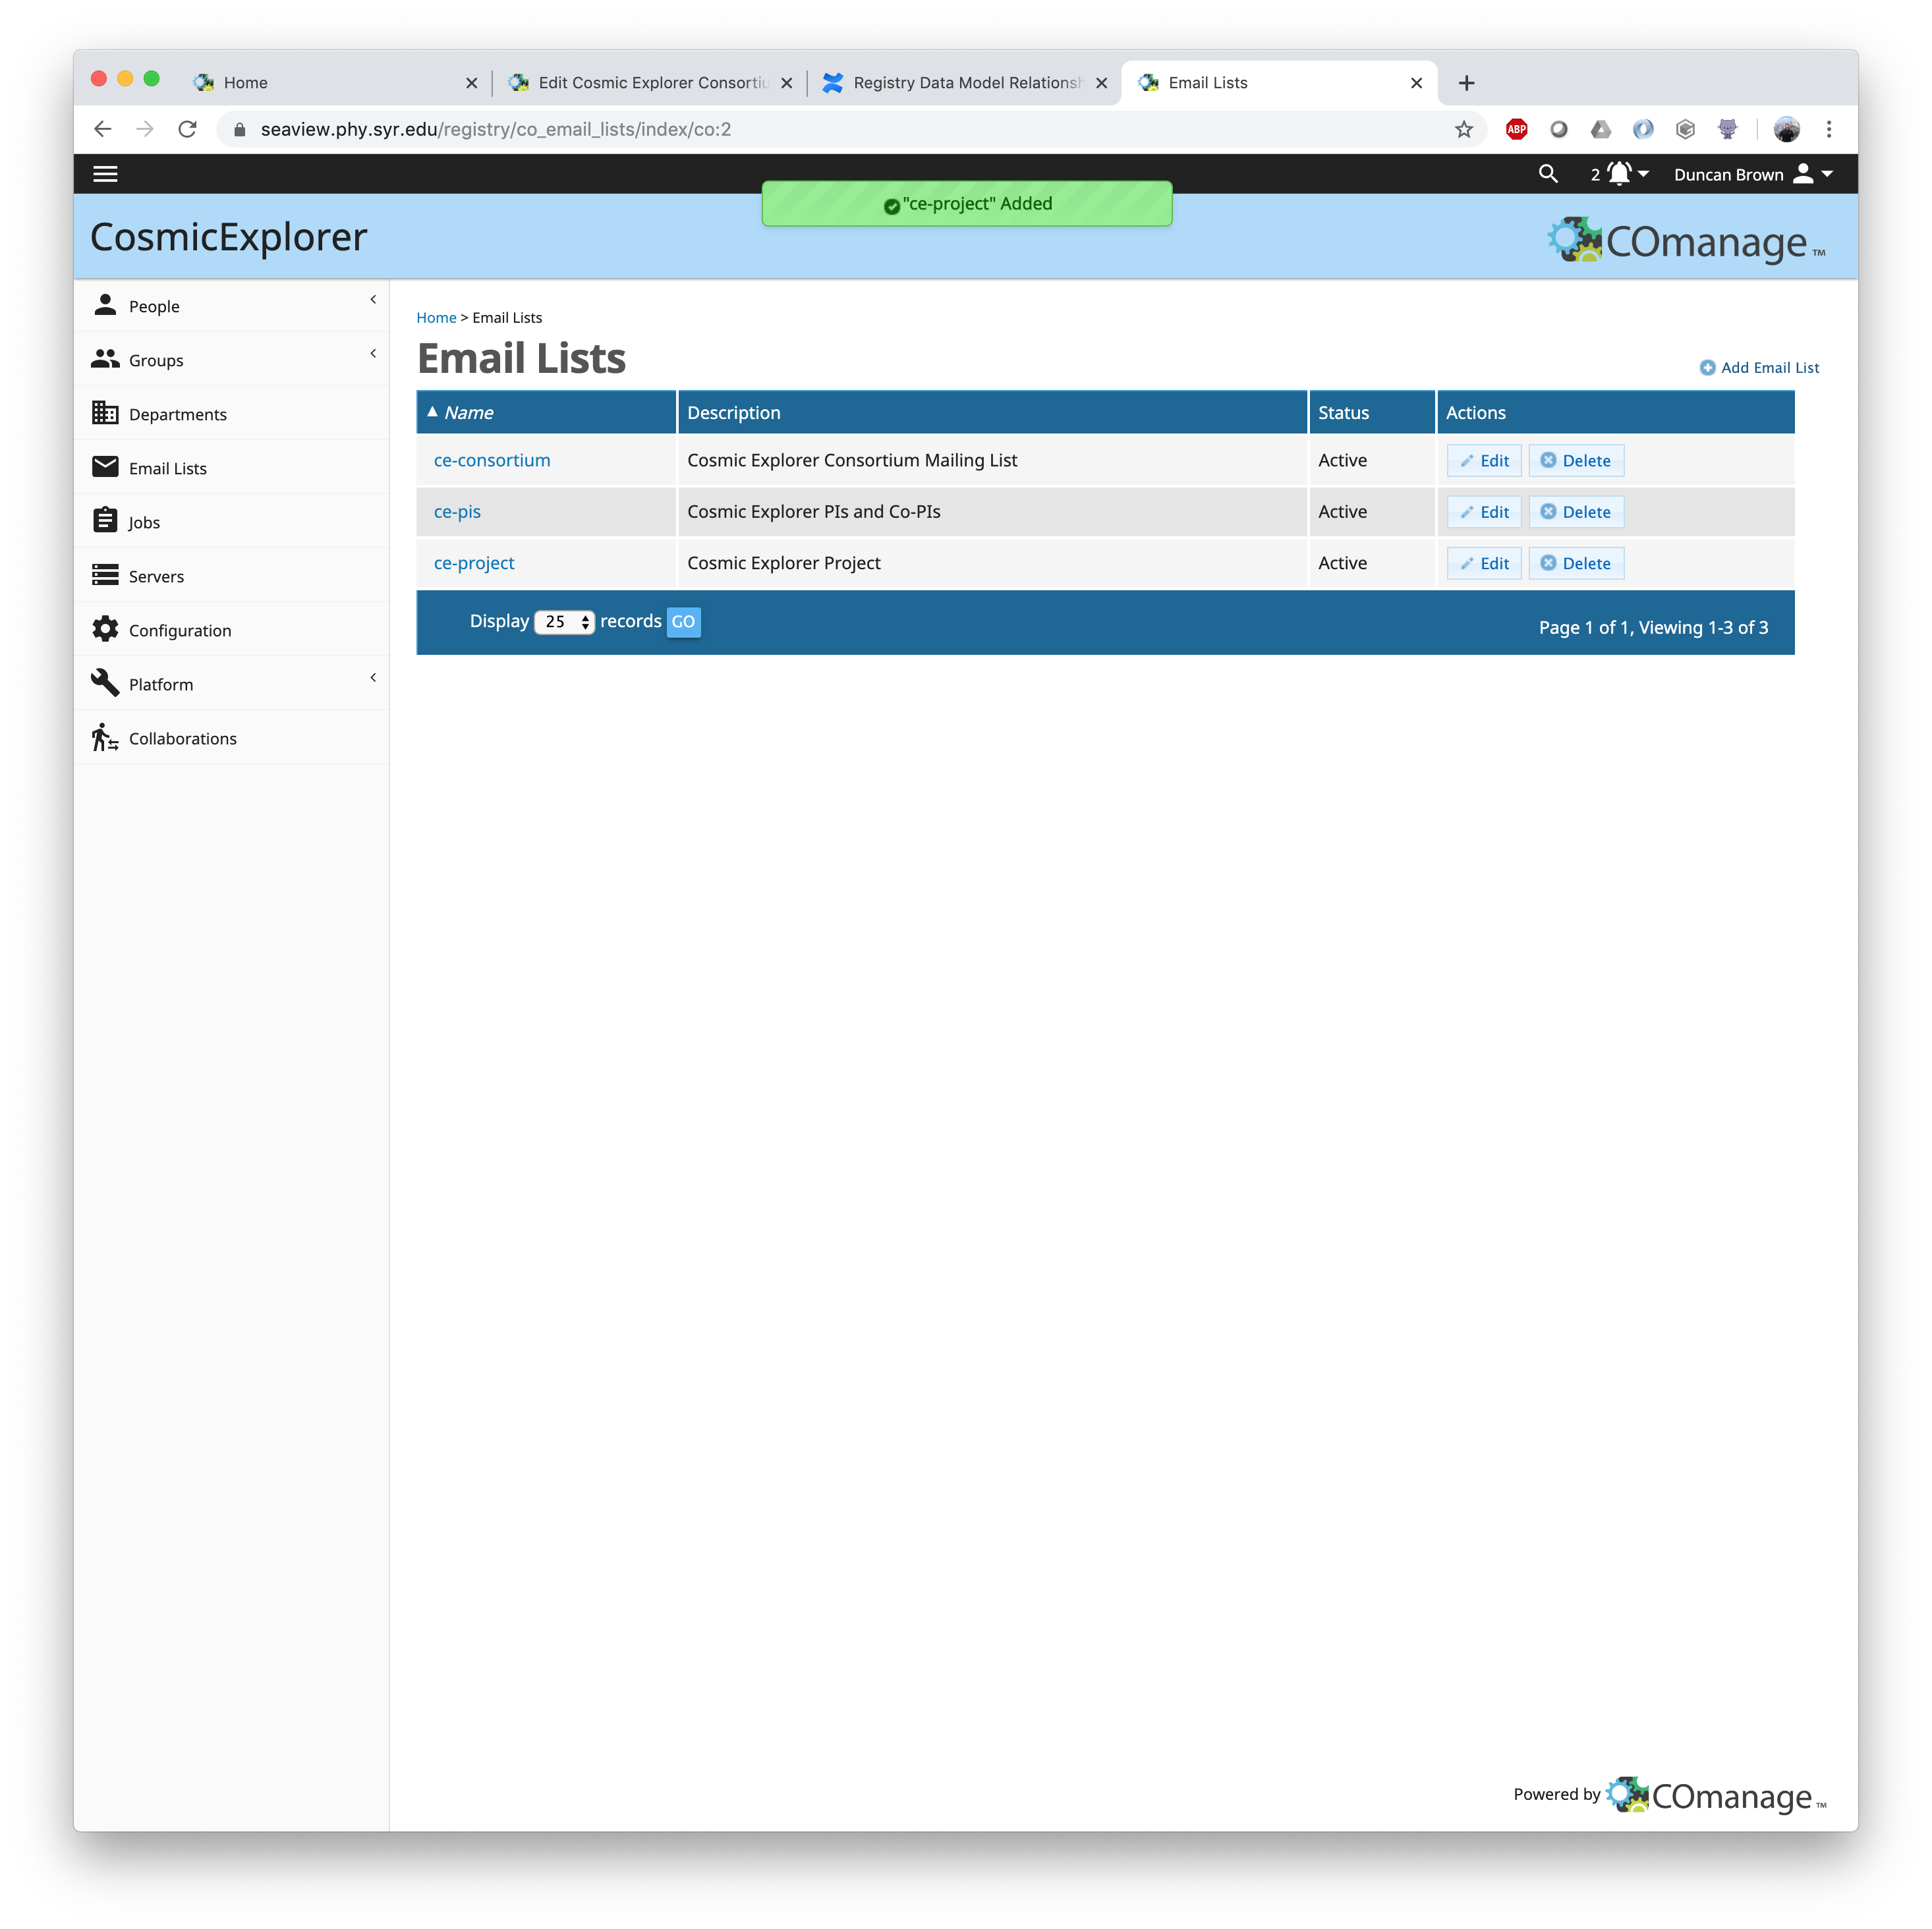 Home
Edit Cosmic Explorer Consortiu
Registry Data Model Relationsh
Email Lists
seaview.phy.syr.edu/registry/co_email_lists/index/co:2
ABP
2
Duncan Brown
"ce-project" Added
CosmicExplorer
COmanage TM
People
Groups
Departments
Email Lists
Jobs
Servers
Configuration
Platform
Collaborations
Home > Email Lists
Email Lists
Add Email List
Name Description Status Actions
ce-consortium Cosmic Explorer Consortium Mailing List Active Edit Delete
ce-pis Cosmic Explorer PIs and Co-PIs Active Edit Delete
ce-project Cosmic Explorer Project Active Edit Delete
Display 25 records GO
Page 1 of 1, Viewing 1-3 of 3
Powered by COmanage TM